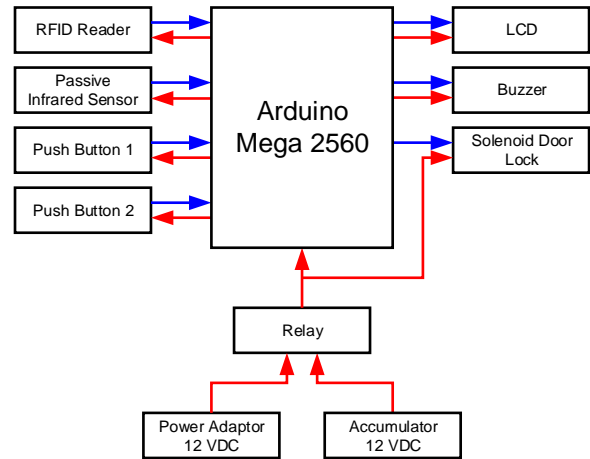 RFID Reader
Passive
Infrared Sensor
Push Button 1
Push Button 2
Arduino
Mega 2560
LCD
Buzzer
Solenoid Door
Lock
Relay
Power Adaptor
12 VDC
Accumulator
12 VDC